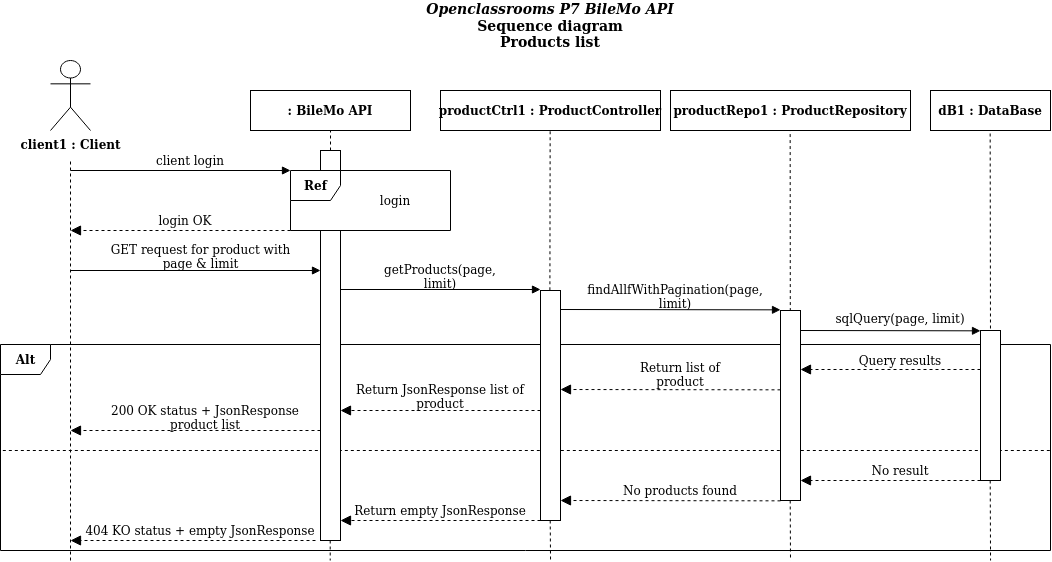 Openclassrooms P7 BileMo API
Sequence diagram
Products list
client1 : Client
: BileMo API
productCtrl1 : ProductController
productRepo1 : ProductRepository
dB1 : DataBase
client login
Ref
login
login OK
GET request for product with
page & limit
getProducts(page,
limit)
findAllfWithPagination(page,
limit)
sqlQuery(page, limit)
Alt
Query results
Return list of
product
Return JsonResponse list of
product
200 OK status + JsonResponse
product list
No result
No products found
Return empty JsonResponse
404 KO status + empty JsonResponse